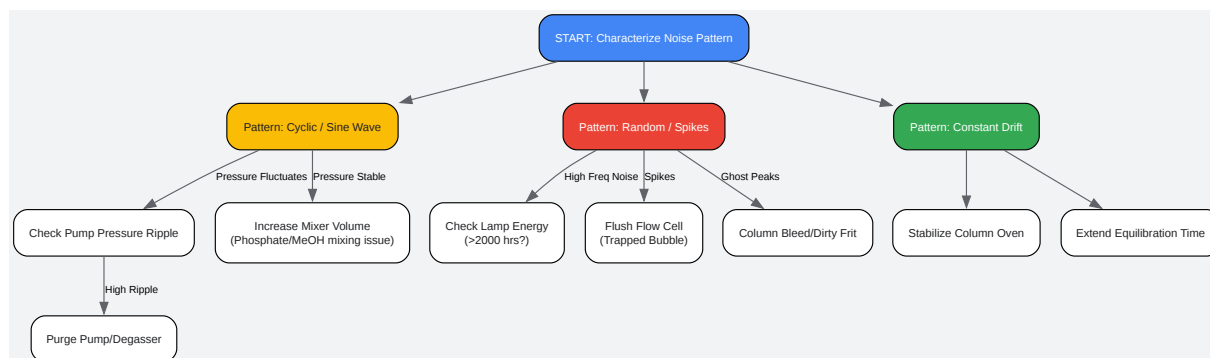 START: Characterize Noise Pattern
Pattern: Cyclic / Sine Wave
Pattern: Random / Spikes
Pattern: Constant Drift
Pressure Fluctuates
Pressure Stable
High Freq Noise
Spikes
Ghost Peaks
Check Pump Pressure Ripple
Increase Mixer Volume
(Phosphate/MeOH mixing issue)
Check Lamp Energy
(>2000 hrs?)
Flush Flow Cell
(Trapped Bubble)
Column Bleed/Dirty Frit
Stabilize Column Oven
Extend Equilibration Time
High Ripple
Purge Pump/Degasser